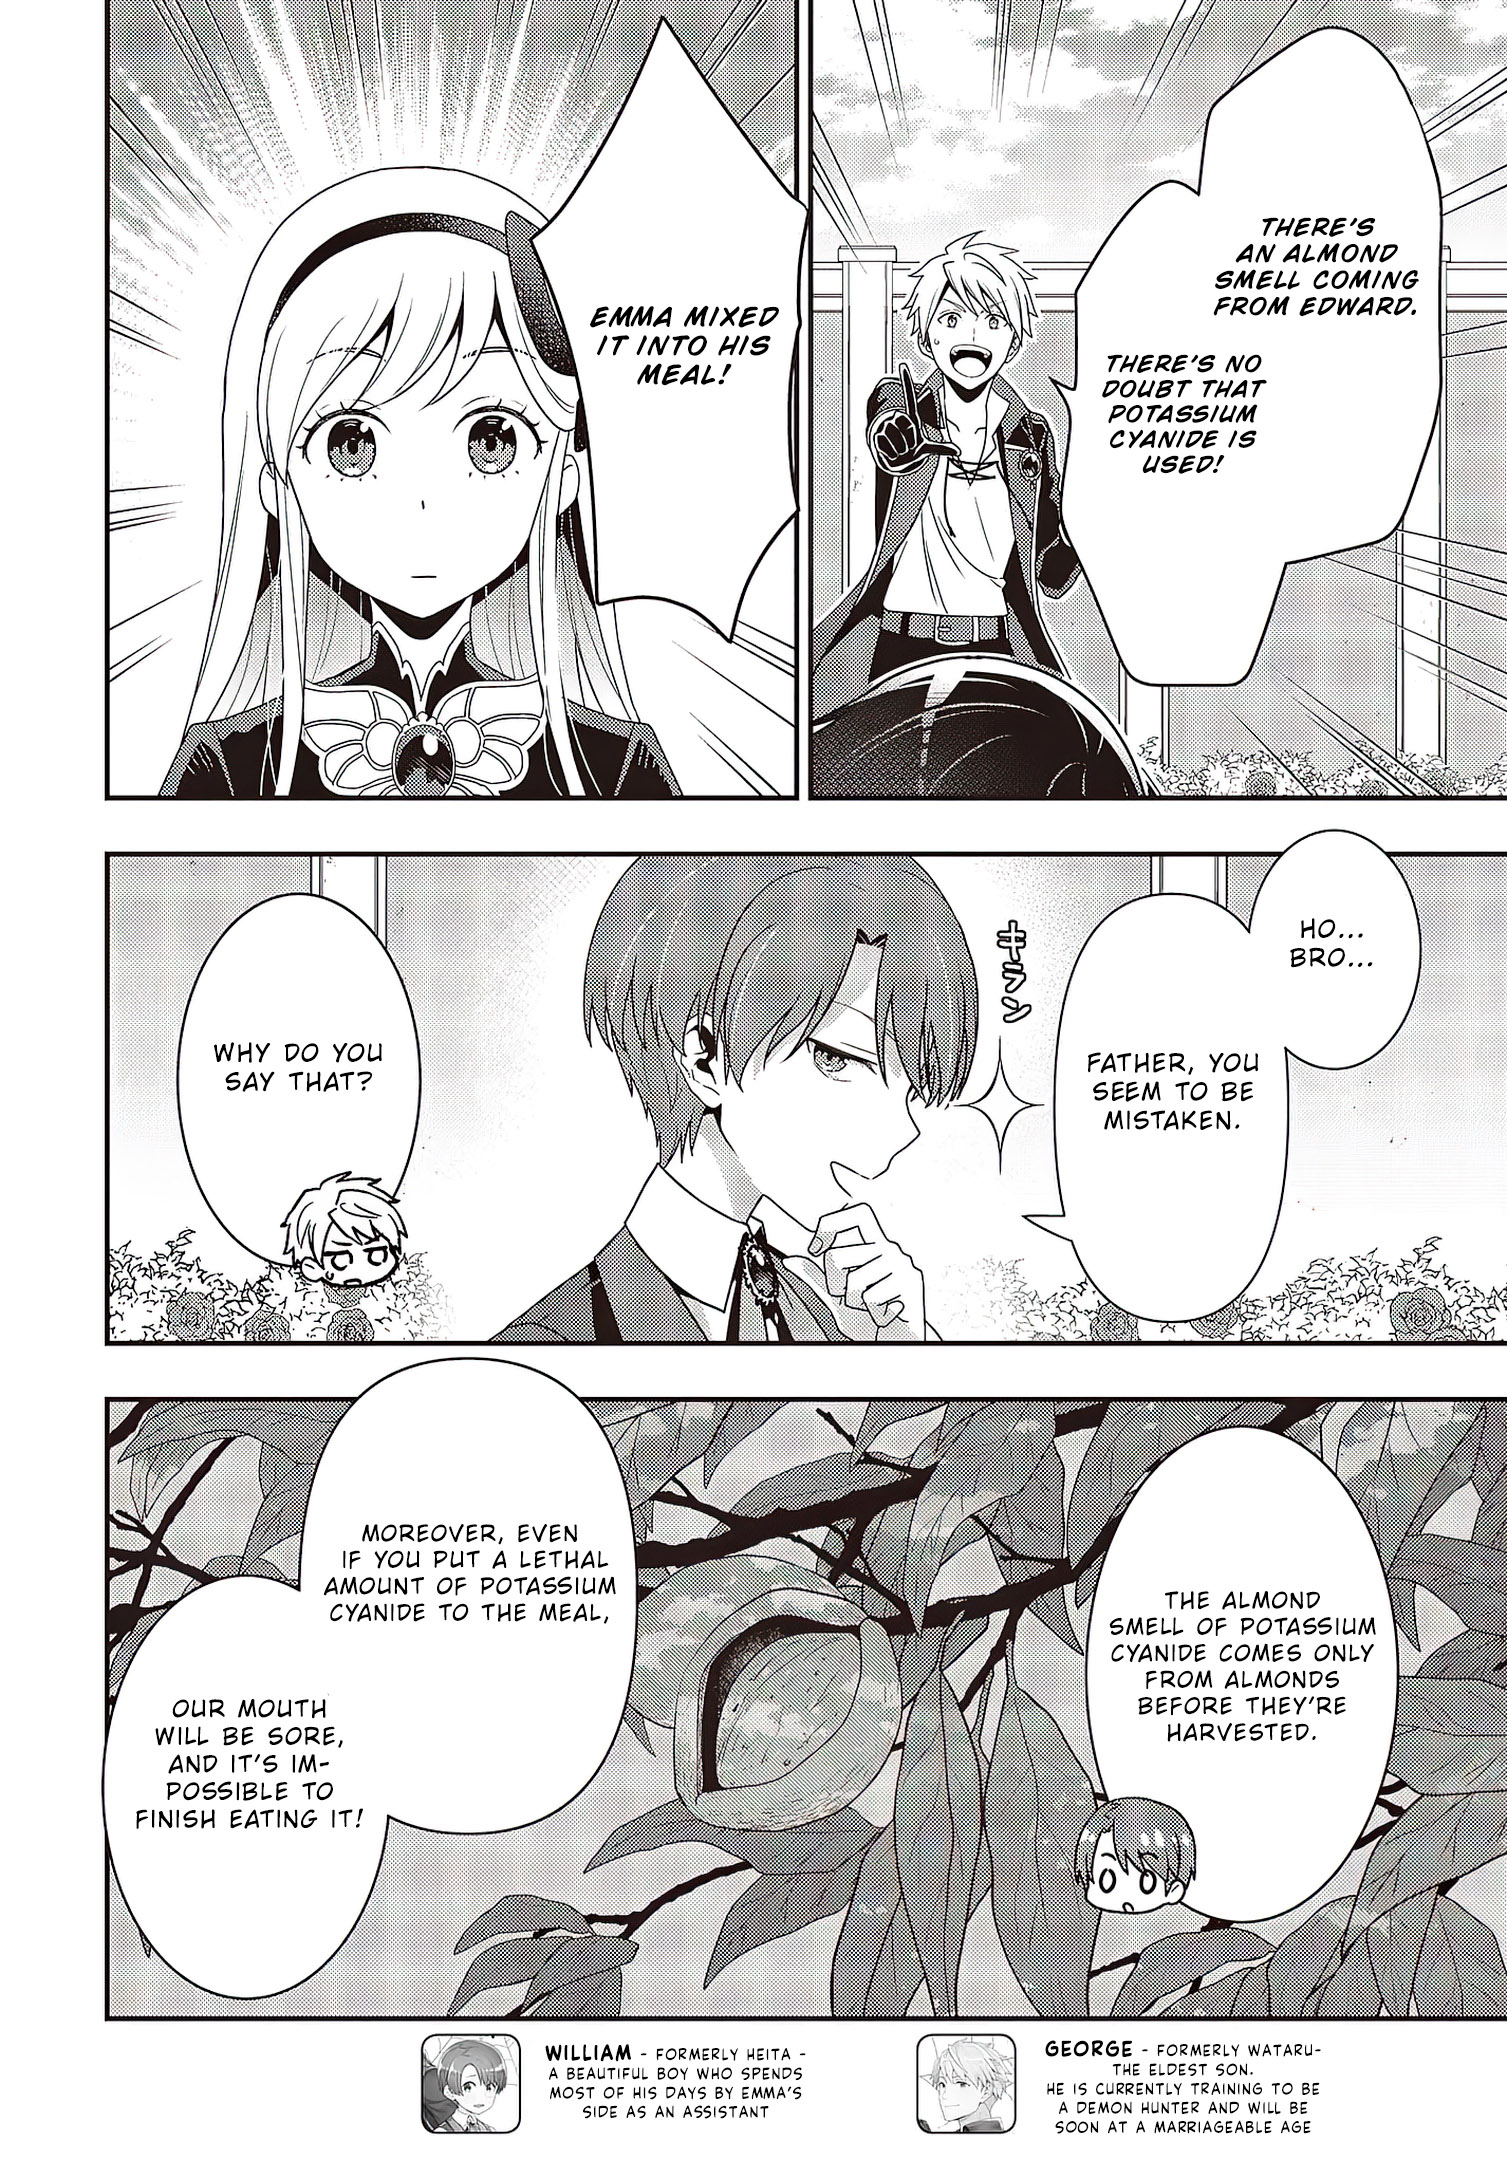 THERE'S
AN ALMOND
SMELL COMING
FROM EDWARD.
THERE'S NO
DOUBT THAT
POTASSIUM
CYANIDE IS
USED!
EMMA MIXED
IT INTO HIS
MEAL!
HO...
BRO...
FATHER, YOU
SEEM TO BE
MISTAKEN.
キラン
WHY DO YOU
SAY THAT?
THE ALMOND
SMELL OF POTASSIUM
CYANIDE COMES ONLY
FROM ALMONDS
BEFORE THEY'RE
HARVESTED.
MOREOVER, EVEN
IF YOU PUT A LETHAL
AMOUNT OF POTASSIUM
CYANIDE TO THE MEAL,
OUR MOUTH
WILL BE SORE,
AND IT'S IM-
POSSIBLE TO
FINISH EATING IT!
GEORGE - FORMERLY WATARU-
THE ELDEST SON.
HE IS CURRENTLY TRAINING TO BE
A DEMON HUNTER AND WILL BE
SOON AT A MARRIAGEABLE AGE
WILLIAM - FORMERLY HEITA -
A BEAUTIFUL BOY WHO SPENDS
MOST OF HIS DAYS BY EMMA'S
SIDE AS AN ASSISTANT